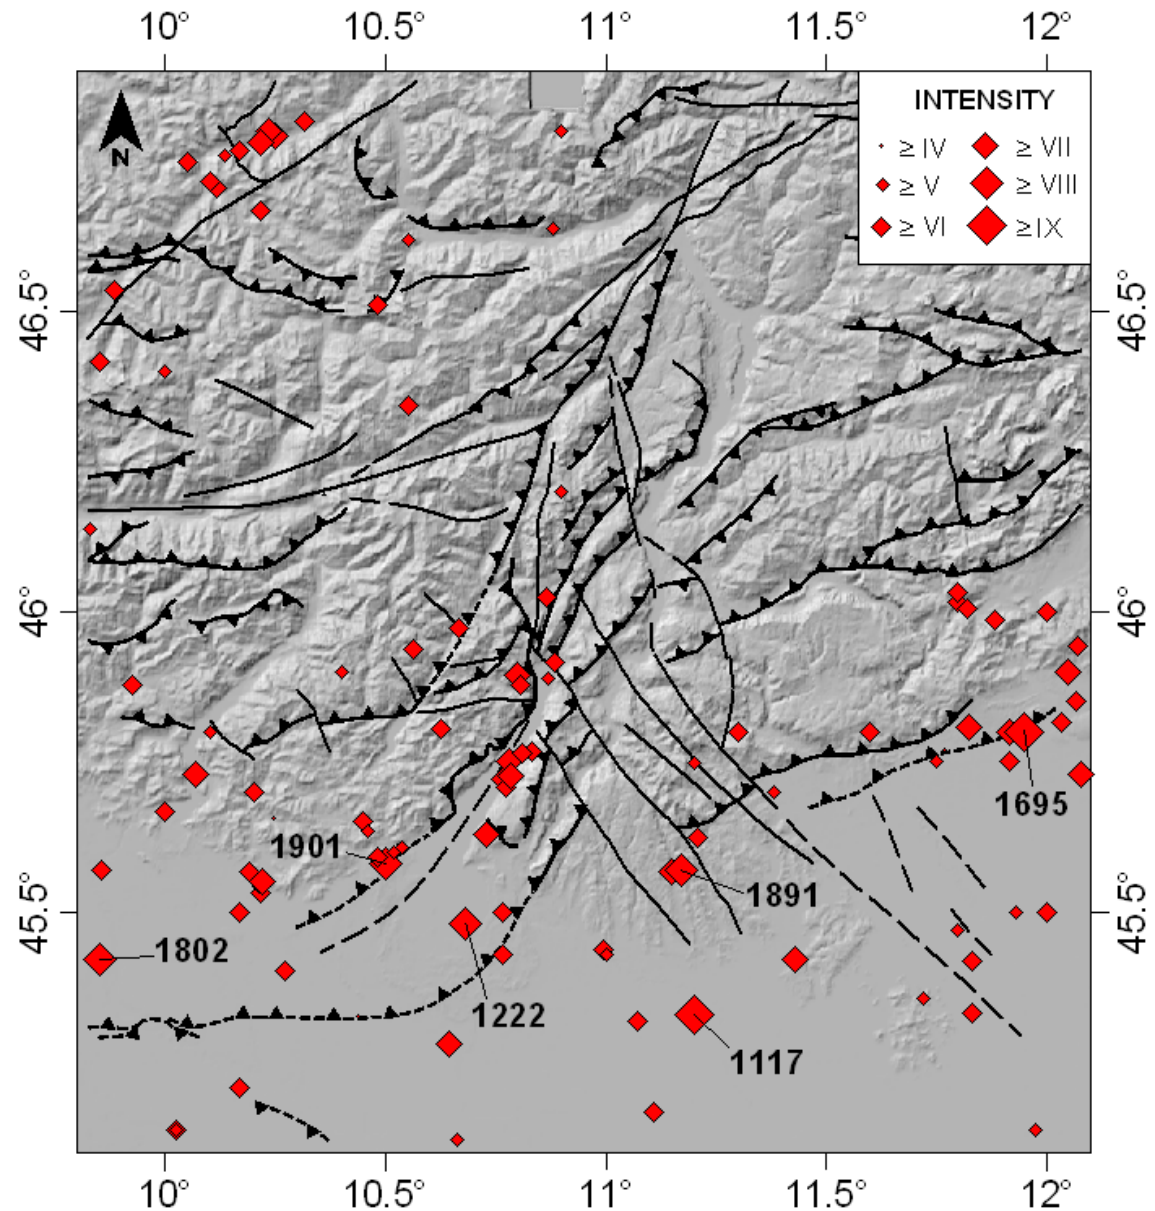 10° 10.5° 11° 11.5° 12°
INTENSITY
≥ IV ≥ VII
≥ V ≥ VIII
≥ VI ≥IX
N
46.5° 46.5°
46° 46°
1695
1901
1891
45.5° 45.5°
1802
1222
1117
10° 10.5° 11° 11.5° 12°